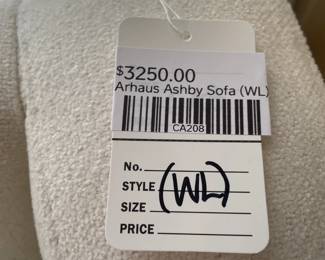 $3250.00
Arhaus Ashby Sofa (WL)
CA208
No.
STYLE (WL)
SIZE
PRICE